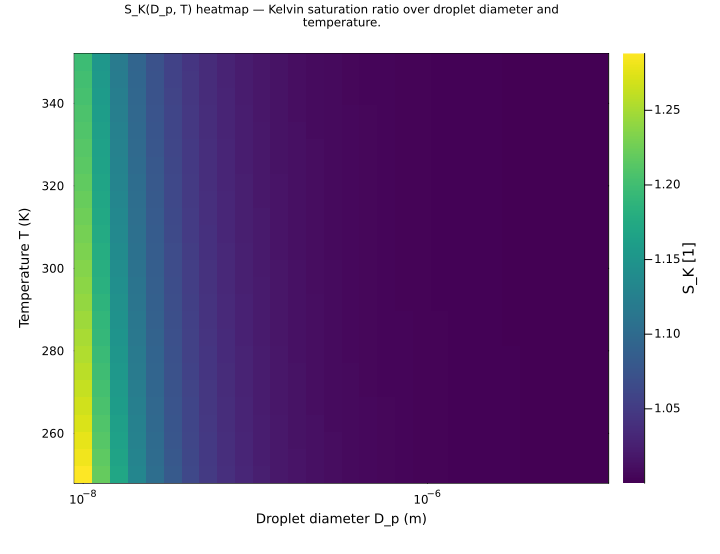 S_K(D_p, T) heatmap — Kelvin saturation ratio over droplet diameter and
temperature.
340
320
300
280
260
Temperature T (K)
10⁻⁸
10⁻⁶
Droplet diameter D_p (m)
1.25
1.20
1.15
1.10
1.05
S_K [1]